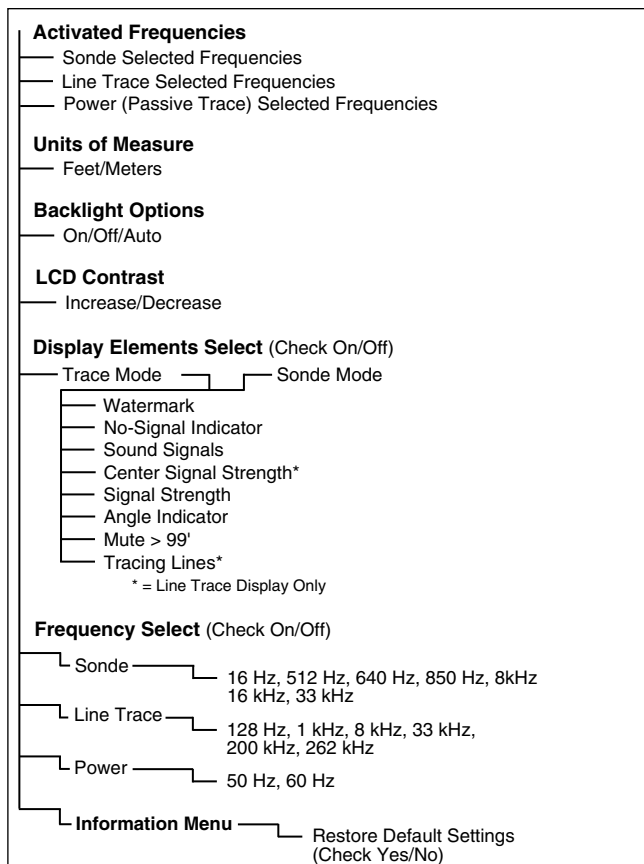 Activated Frequencies
Sonde Selected Frequencies
Line Trace Selected Frequencies
Power (Passive Trace) Selected Frequencies
Units of Measure
Feet/Meters
Backlight Options
On/Off/Auto
LCD Contrast
Increase/Decrease
Display Elements Select (Check On/Off)
Trace Mode Sonde Mode
Watermark
No-Signal Indicator
Sound Signals
Center Signal Strength*
Signal Strength
Angle Indicator
Mute > 99'
Tracing Lines*
* = Line Trace Display Only
Frequency Select (Check On/Off)
Sonde
16 Hz, 512 Hz, 640 Hz, 850 Hz, 8kHz
16 kHz, 33 kHz
Line Trace
128 Hz, 1 kHz, 8 kHz, 33 kHz,
200 kHz, 262 kHz
Power
50 Hz, 60 Hz
Information Menu
Restore Default Settings
(Check Yes/No)